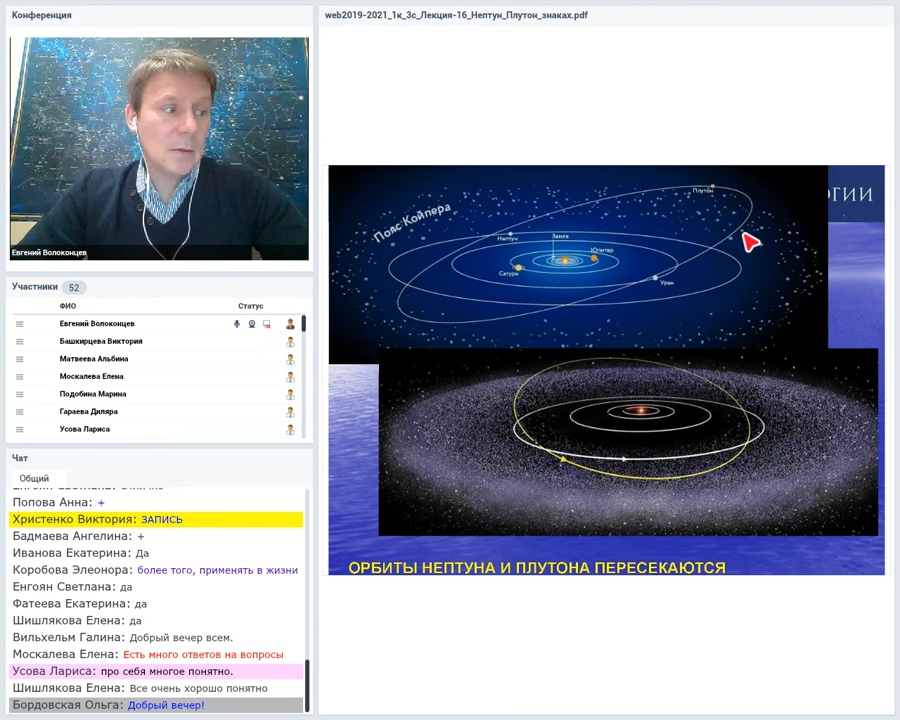 Конференция
Евгений Волоконцев
Участники 52
ФИО Статус
Евгений Волоконцев
Башкирцева Виктория
Матвеева Альбина
Москалева Елена
Подобина Марина
Гараева Диляра
Усова Лариса
Чат
Общий
Попова Анна: +
Христенко Виктория: ЗАПИСЬ
Бадмаева Ангелина: +
Иванова Екатерина: Да
Коробова Элеонора: более того, применять в жизни
Енгоян Светлана: да
Фатеева Екатерина: да
Шишлякова Елена: да
Вильхельм Галина: Добрый вечер всем.
Москалева Елена: Есть много ответов на вопросы
Усова Лариса: про себя многое понятно.
Шишлякова Елена: Все очень хорошо понятно
Бордовская Ольга: Добрый вечер!
web2019-2021_1к_3с_Лекция-16_Нептун_Плутон_знаках.pdf
ОГИИ
Плутон
Пояс Койпера
Нептун
Земля
Юпитер
Сатурн
Уран
ОРБИТЫ НЕПТУНА И ПЛУТОНА ПЕРЕСЕКАЮТСЯ